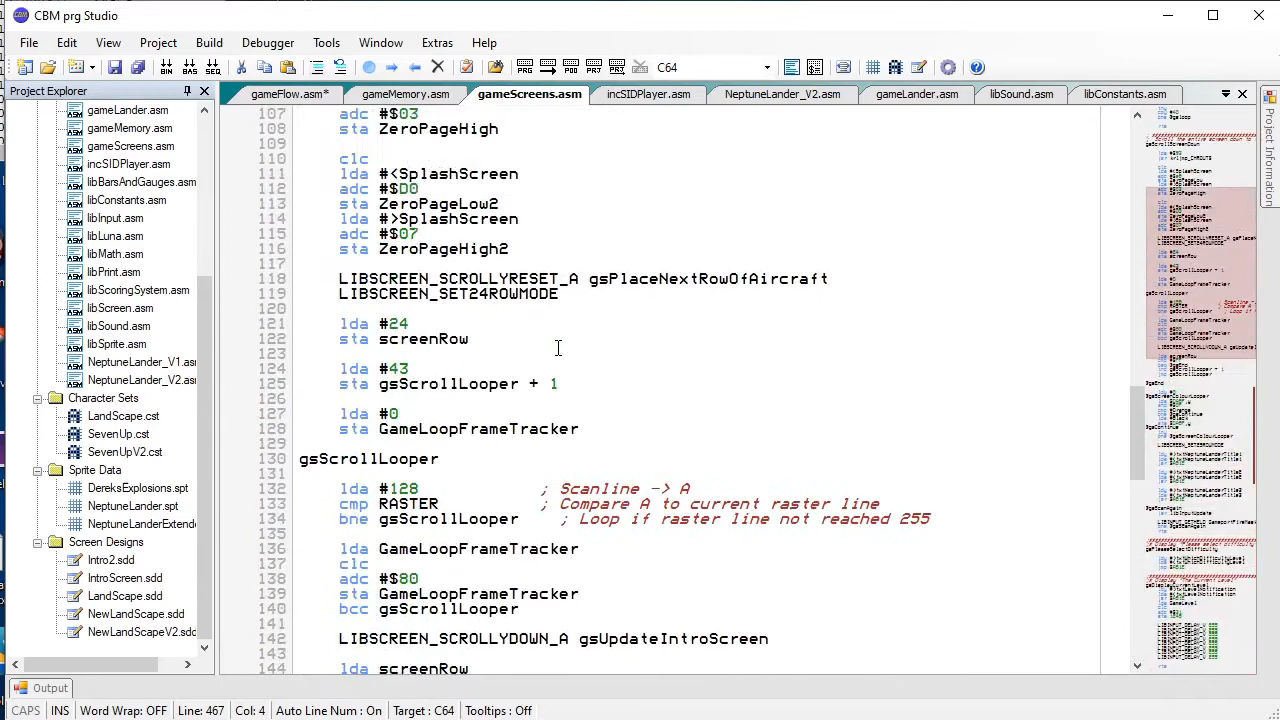 CBM prg Studio
File Edit View Project Build Debugger Tools Window Extras Help
C64
Project Explorer
gameFlow.asm* gameMemory.asm gameScreens.asm incSIDPlayer.asm NeptuneLander_V2.asm gameLander.asm libSound.asm libConstants.asm
Project Information
gameLander.asm
gameMemory.asm
gameScreens.asm
incSIDPlayer.asm
libBarsAndGauges.asm
libConstants.asm
libInput.asm
libLuna.asm
libMath.asm
libPrint.asm
libScoringSystem.asm
libScreen.asm
libSound.asm
libSprite.asm
NeptuneLander_V1.asr
NeptuneLander_V2.asr
Character Sets
LandScape.cst
SevenUp.cst
SevenUpV2.cst
Sprite Data
DereksExplosions.spt
NeptuneLander.spt
NeptuneLanderExtend
Screen Designs
Intro2.sdd
IntroScreen.sdd
LandScape.sdd
NewLandScape.sdd
NewLandScapeV2.sdd
107 adc #$03
108 sta ZeroPageHigh
109
110 clc
111 lda #<SplashScreen
112 adc #$D0
113 sta ZeroPageLow2
114 lda #>SplashScreen
115 adc #$07
116 sta ZeroPageHigh2
117
118 LIBSCREEN_SCROLLYRESET_A gsPlaceNextRowOfAircraft
119 LIBSCREEN_SET24ROWMODE
120
121 lda #24
122 sta screenRow
123
124 lda #43
125 sta gsScrollLooper + 1
126
127 lda #0
128 sta GameLoopFrameTracker
129
130 gsScrollLooper
131
132 lda #128 ; Scanline -> A
133 cmp RASTER ; Compare A to current raster line
134 bne gsScrollLooper ; Loop if raster line not reached 255
135
136 lda GameLoopFrameTracker
137 clc
138 adc #$80
139 sta GameLoopFrameTracker
140 bcc gsScrollLooper
141
142 LIBSCREEN_SCROLLYDOWN_A gsUpdateIntroScreen
143
144 lda screenRow
Output
CAPS INS Word Wrap: OFF Line: 467 Col: 4 Auto Line Num : On Target : C64 Tooltips : Off